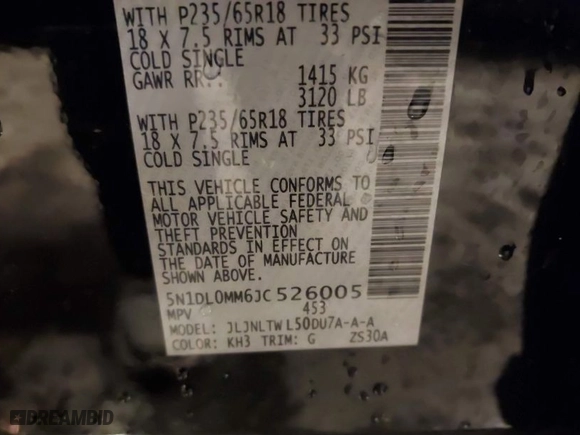 WITH P235/65R18 TIRES
18 X 7.5 RIMS AT 33 PSI
COLD SINGLE
GAWR RR.: 1415 KG
3120 LB
WITH P235/65R18 TIRES
18 X 7.5 RIMS AT 33 PSI
COLD SINGLE
THIS VEHICLE CONFORMS TO
ALL APPLICABLE FEDERAL
MOTOR VEHICLE SAFETY AND
THEFT PREVENTION
STANDARDS IN EFFECT ON
THE DATE OF MANUFACTURE
SHOWN ABOVE.
5N1DL0MM6JC526005
MPV 453
MODEL: JLJNLTWL50DU7A-A-A
COLOR: KH3 TRIM: G ZS30A
DREAMBID